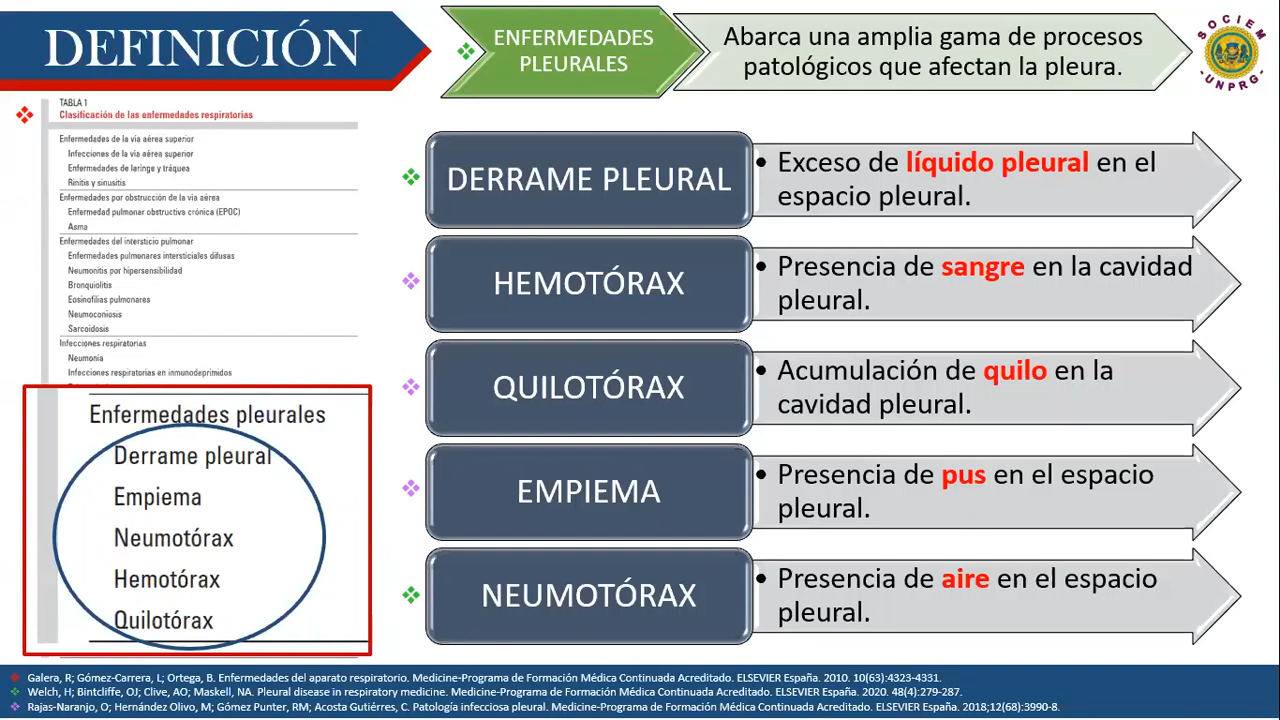 DEFINICIÓN
ENFERMEDADES
PLEURALES
Abarca una amplia gama de procesos
patológicos que afectan la pleura.
SOCIEM
-UNPRG-
TABLA 1
Clasificación de las enfermedades respiratorias
Enfermedades de la vía aérea superior
Infecciones de la vía aérea superior
Enfermedades de laringe y tráquea
Rinitis y sinusitis
Enfermedades por obstrucción de la vía aérea
Enfermedad pulmonar obstructiva crónica (EPOC)
Asma
Enfermedades del intersticio pulmonar
Enfermedades pulmonares intersticiales difusas
Neumonitis por hipersensibilidad
Bronquiolitis
Eosinofilias pulmonares
Neumoconiosis
Sarcoidosis
Infecciones respiratorias
Neumonía
Infecciones respiratorias en inmunodeprimidos
Enfermedades pleurales
Derrame pleural
Empiema
Neumotórax
Hemotórax
Quilotórax
DERRAME PLEURAL
• Exceso de líquido pleural en el
espacio pleural.
HEMOTÓRAX
• Presencia de sangre en la cavidad
pleural.
QUILOTÓRAX
• Acumulación de quilo en la
cavidad pleural.
EMPIEMA
• Presencia de pus en el espacio
pleural.
NEUMOTÓRAX
• Presencia de aire en el espacio
pleural.
Galera, R; Gómez-Carrera, L; Ortega, B. Enfermedades del aparato respiratorio. Medicine-Programa de Formación Médica Continuada Acreditado. ELSEVIER España. 2010. 10(63):4323-4331.
Welch, H; Bintcliffe, OJ; Clive, AO; Maskell, NA. Pleural disease in respiratory medicine. Medicine-Programa de Formación Médica Continuada Acreditado. ELSEVIER España. 2020. 48(4):279-287.
Rajas-Naranjo, O; Hernández Olivo, M; Gómez Punter, RM; Acosta Gutiérres, C. Patología infecciosa pleural. Medicine-Programa de Formación Médica Continuada Acreditado. ELSEVIER España. 2018;12(68):3990-8.